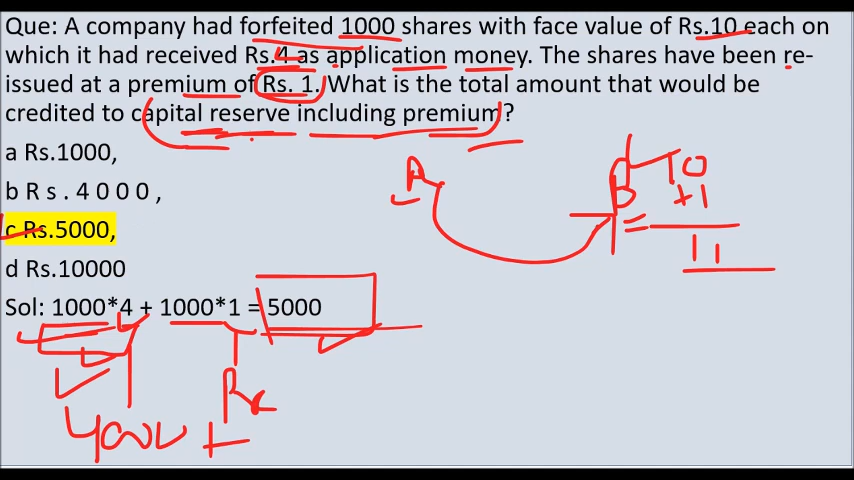 Que: A company had forfeited 1000 shares with face value of Rs.10 each on
which it had received Rs.4 as application money. The shares have been re-
issued at a premium of Rs. 1. What is the total amount that would be
credited to capital reserve including premium?
a Rs.1000,
b R s . 4 0 0 0 ,
c Rs.5000,
d Rs.10000
Sol: 1000*4 + 1000*1 = 5000
A
B
10
+1
11
4000 +